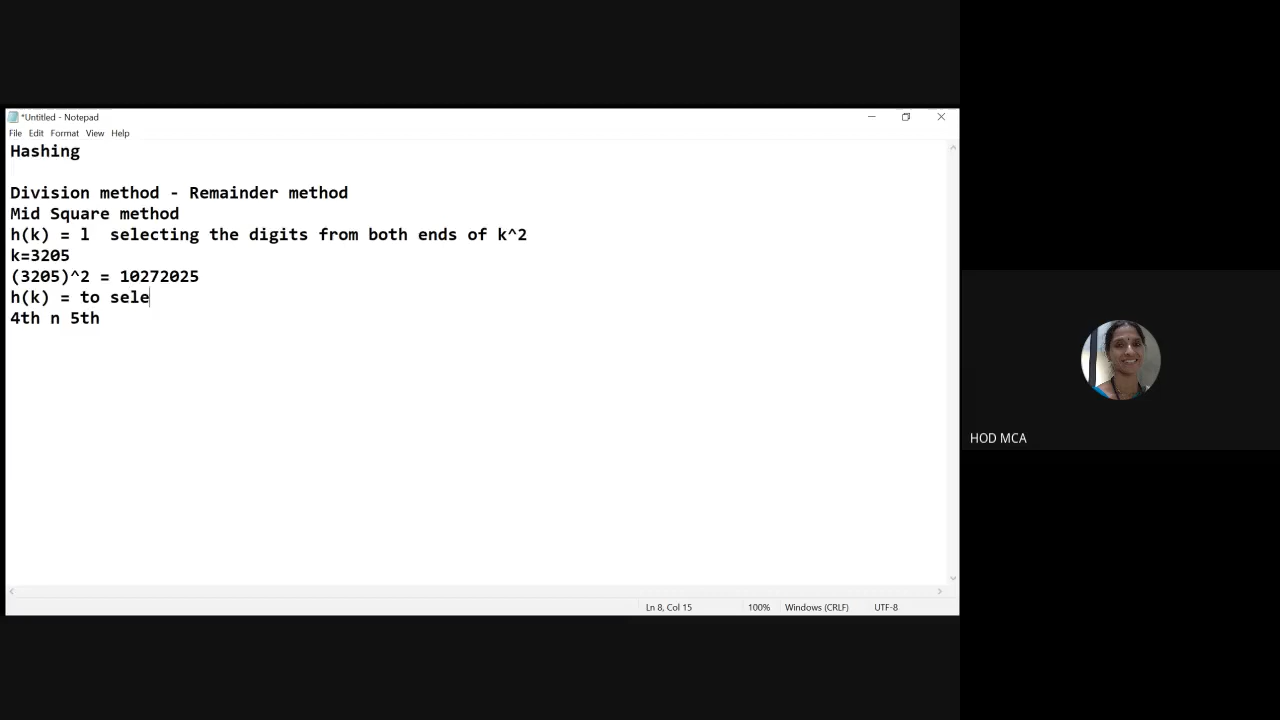 *Untitled - Notepad
File Edit Format View Help
Hashing
Division method - Remainder method
Mid Square method
h(k) = l  selecting the digits from both ends of k^2
k=3205
(3205)^2 = 10272025
h(k) = to sele
4th n 5th
HOD MCA
Ln 8, Col 15 100% Windows (CRLF) UTF-8